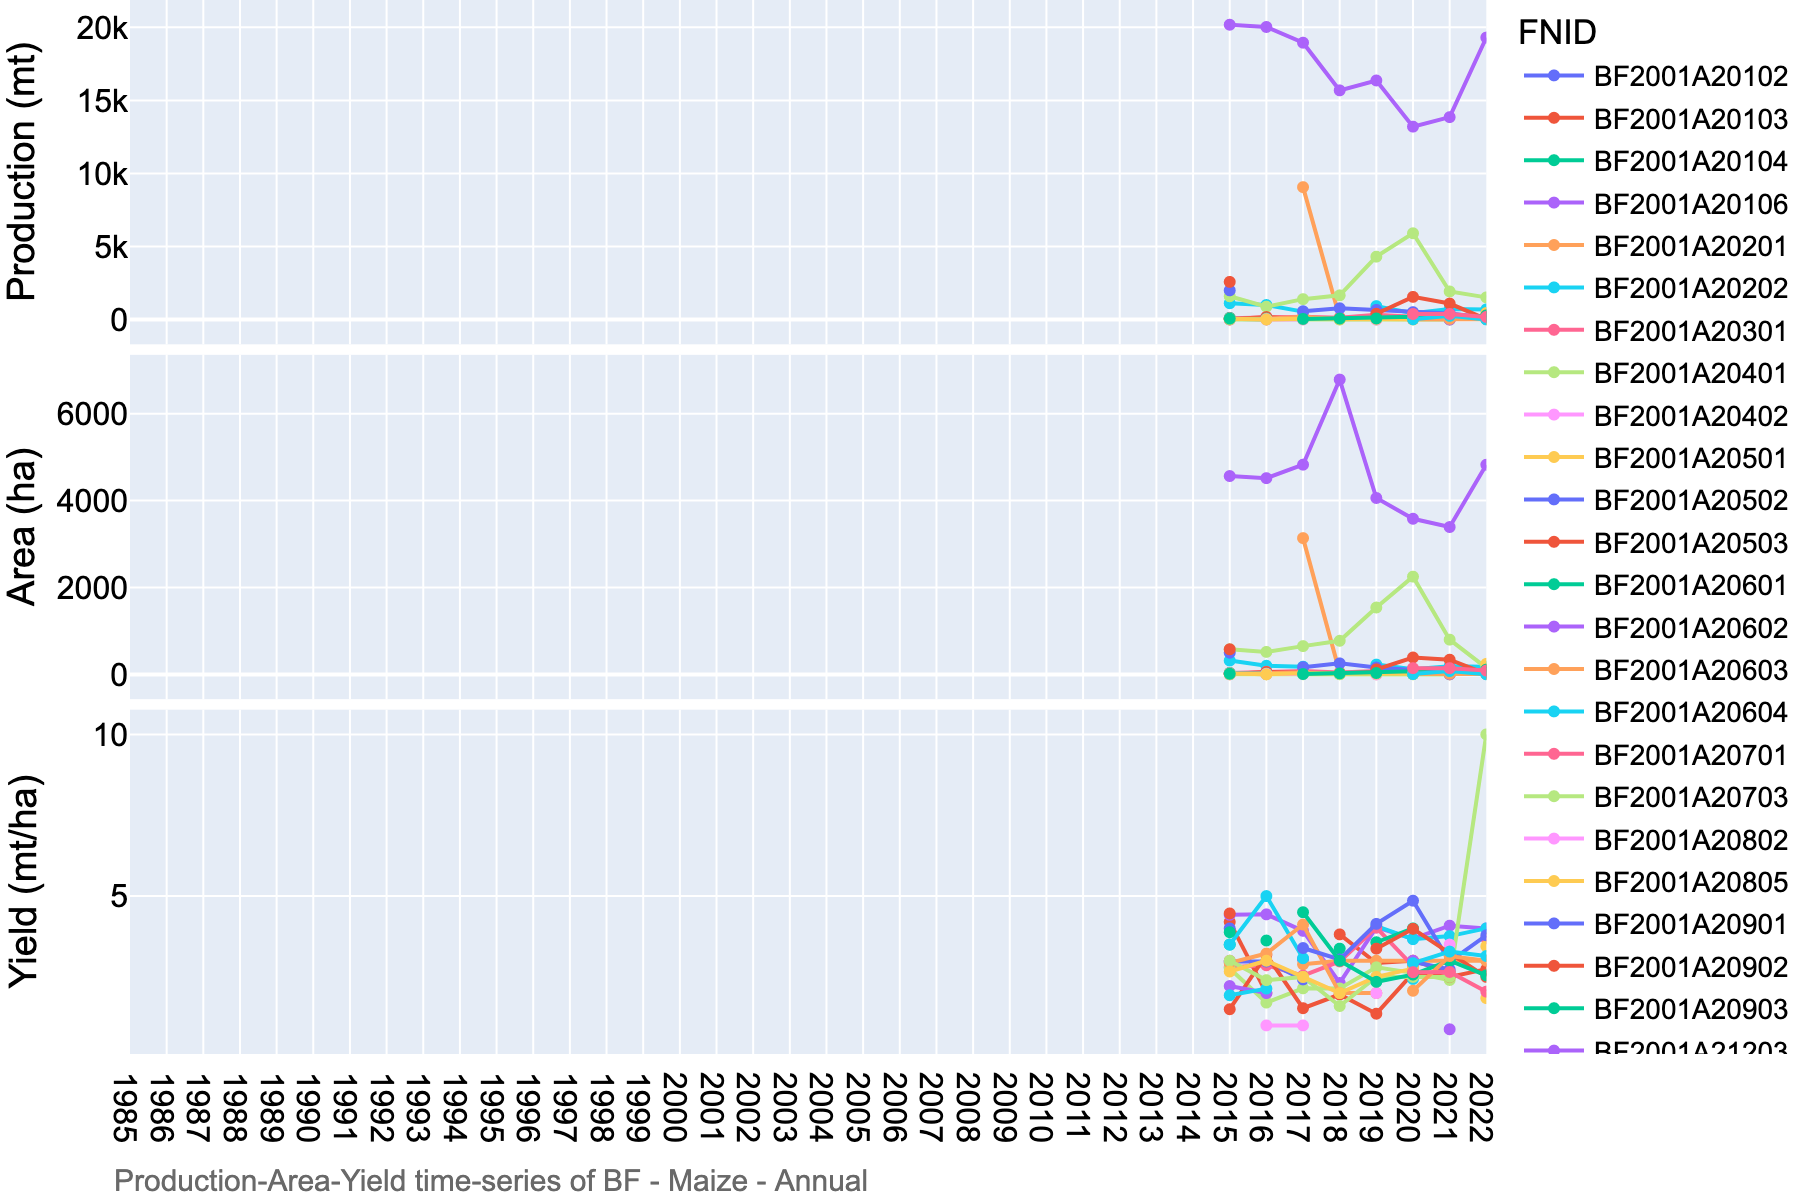 Production (mt)
20k
15k
10k
5k
0
Area (ha)
6000
4000
2000
0
Yield (mt/ha)
10
5
1985
1986
1987
1988
1989
1990
1991
1992
1993
1994
1995
1996
1997
1998
1999
2000
2001
2002
2003
2004
2005
2006
2007
2008
2009
2010
2011
2012
2013
2014
2015
2016
2017
2018
2019
2020
2021
2022
FNID
BF2001A20102
BF2001A20103
BF2001A20104
BF2001A20106
BF2001A20201
BF2001A20202
BF2001A20301
BF2001A20401
BF2001A20402
BF2001A20501
BF2001A20502
BF2001A20503
BF2001A20601
BF2001A20602
BF2001A20603
BF2001A20604
BF2001A20701
BF2001A20703
BF2001A20802
BF2001A20805
BF2001A20901
BF2001A20902
BF2001A20903
BF2001A21203
Production-Area-Yield time-series of BF - Maize - Annual